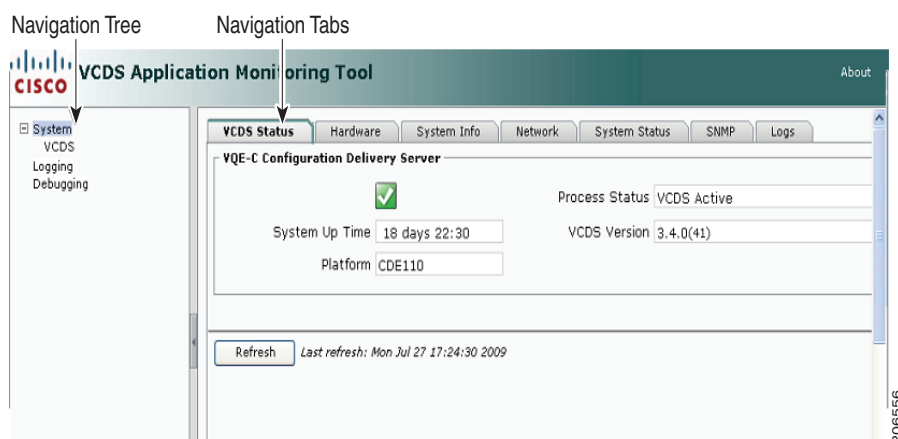 Navigation Tree
Navigation Tabs
CISCO
VCDS Application Monitoring Tool
About
System
VCDS
Logging
Debugging
VCDS Status
Hardware
System Info
Network
System Status
SNMP
Logs
VQE-C Configuration Delivery Server
Process Status VCDS Active
System Up Time 18 days 22:30
VCDS Version 3.4.0(41)
Platform CDE110
Refresh
Last refresh: Mon Jul 27 17:24:30 2009